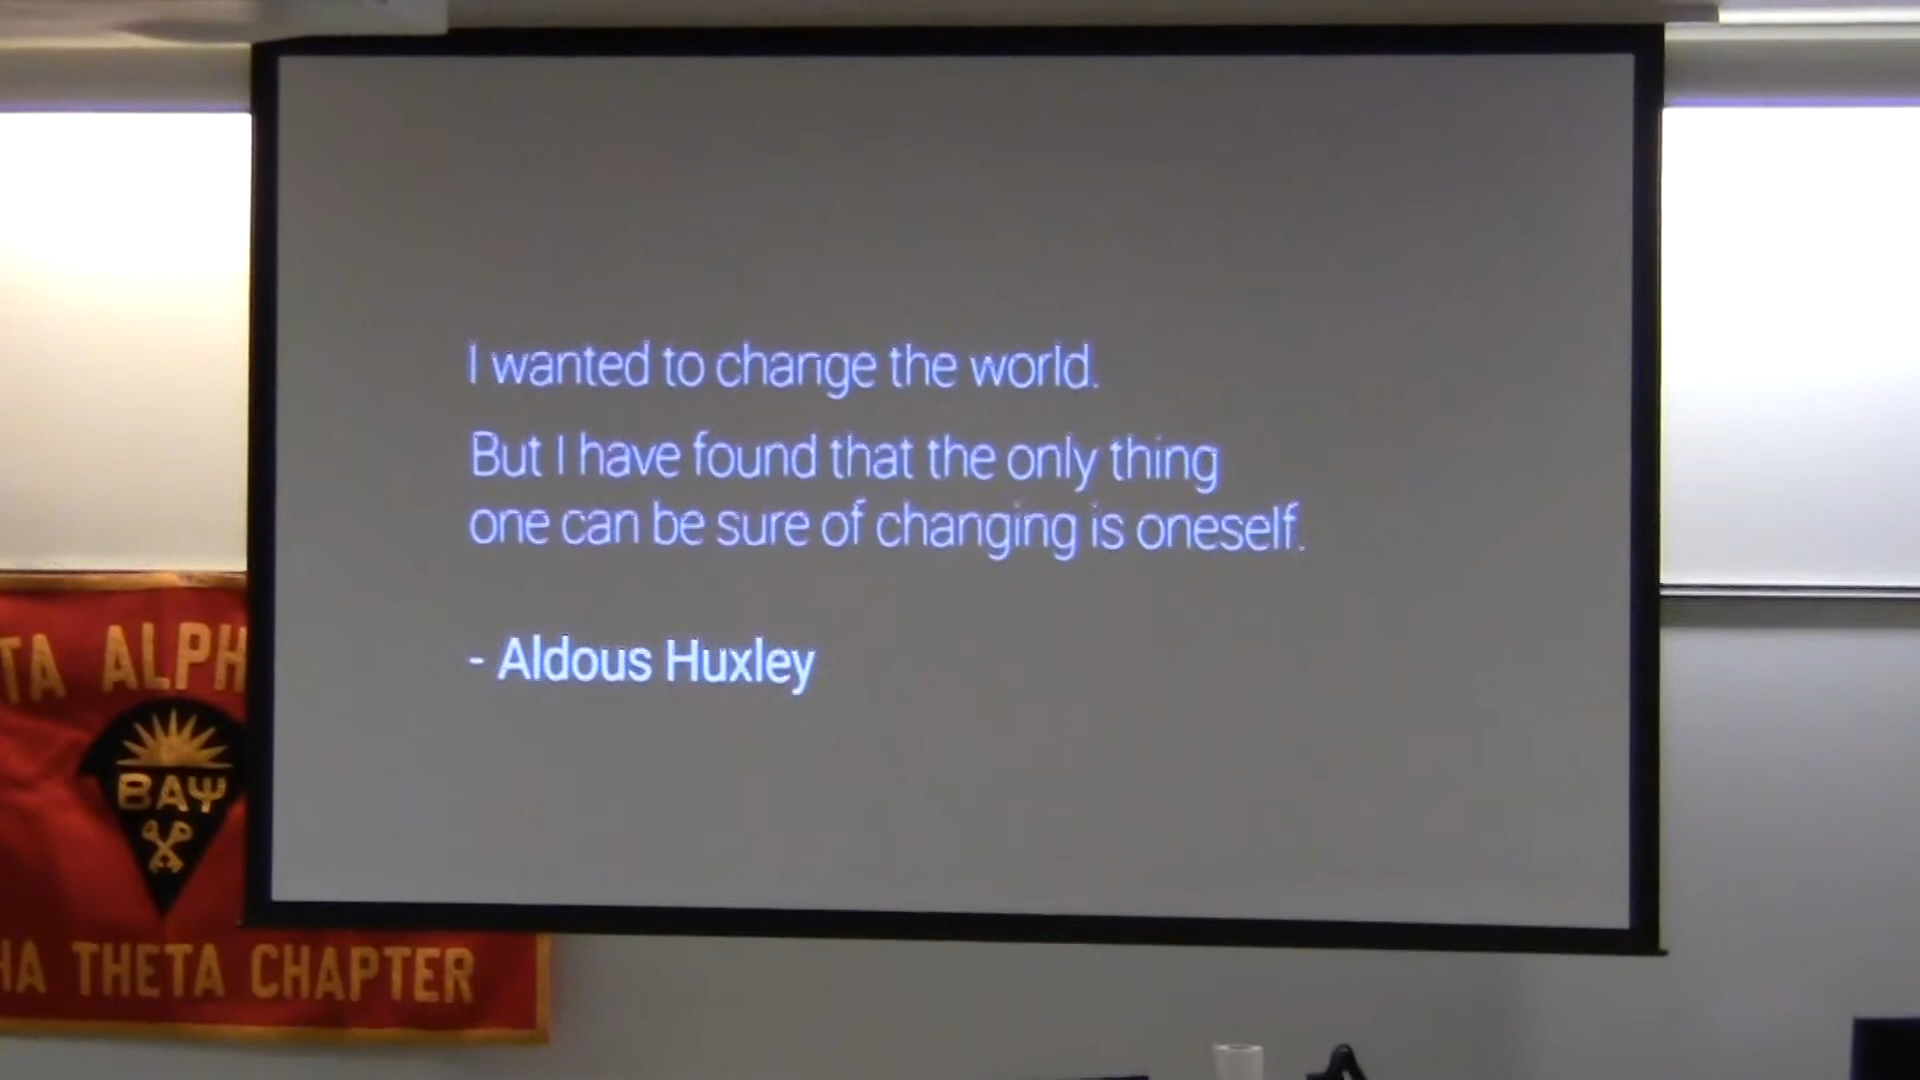 I wanted to change the world.
But I have found that the only thing
one can be sure of changing is oneself.
- Aldous Huxley
TA ALPH
ΒΑΨ
HA THETA CHAPTER